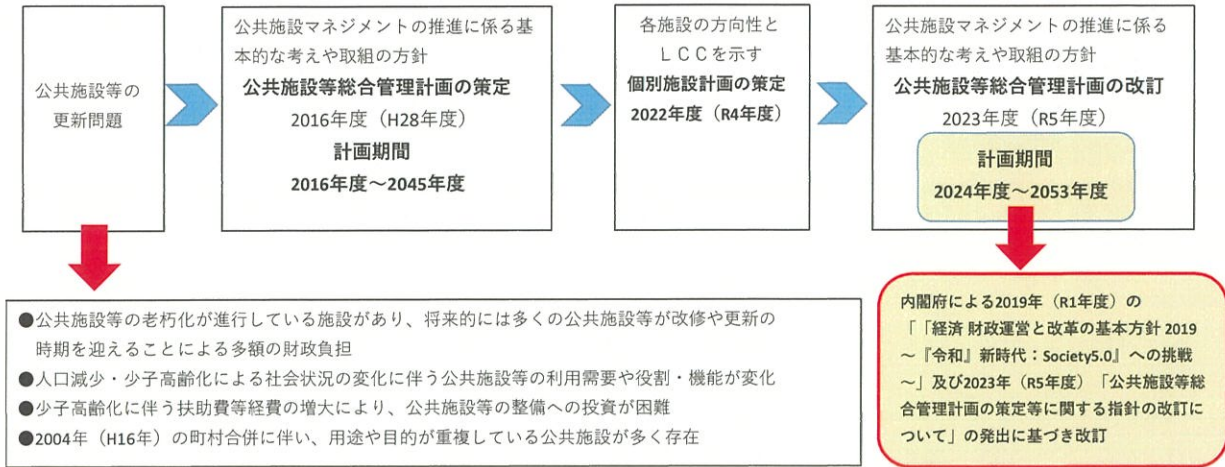 公共施設等の
更新問題
公共施設マネジメントの推進に係る基
本的な考えや取組の方針
公共施設等総合管理計画の策定
2016年度（H28年度）
計画期間
2016年度～2045年度
各施設の方向性と
ＬＣＣを示す
個別施設計画の策定
2022年度（R4年度）
公共施設マネジメントの推進に係る
基本的な考えや取組の方針
公共施設等総合管理計画の改訂
2023年度（R5年度）
計画期間
2024年度～2053年度
●公共施設等の老朽化が進行している施設があり、将来的には多くの公共施設等が改修や更新の
時期を迎えることによる多額の財政負担
●人口減少・少子高齢化による社会状況の変化に伴う公共施設等の利用需要や役割・機能が変化
●少子高齢化に伴う扶助費等経費の増大により、公共施設等の整備への投資が困難
●2004年（H16年）の町村合併に伴い、用途や目的が重複している公共施設が多く存在
内閣府による2019年（R1年度）の
「「経済 財政運営と改革の基本方針 2019
～『令和』新時代：Society5.0』への挑戦
～」及び2023年（R5年度）「公共施設等総
合管理計画の策定等に関する指針の改訂に
ついて」の発出に基づき改訂